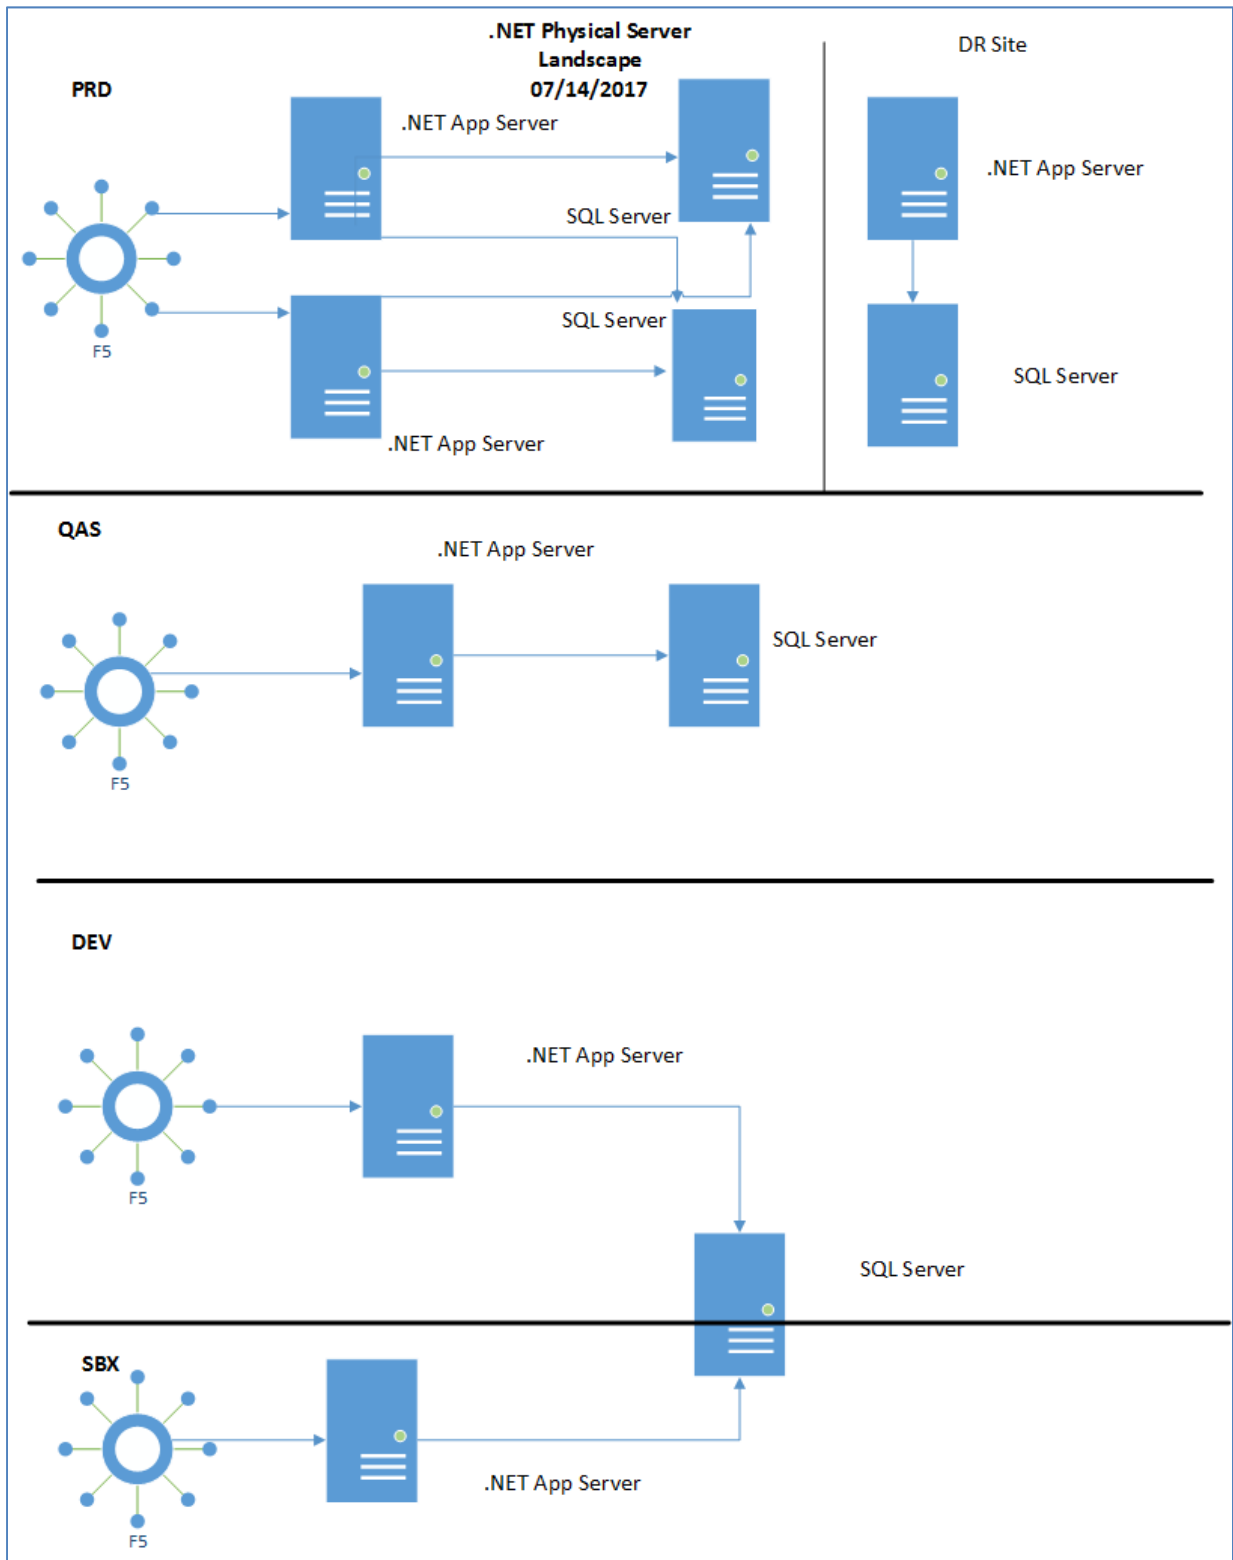 .NET Physical Server
Landscape
07/14/2017
DR Site
PRD
.NET App Server
.NET App Server
SQL Server
SQL Server
F5
SQL Server
.NET App Server
QAS
.NET App Server
SQL Server
F5
DEV
.NET App Server
F5
SQL Server
SBX
.NET App Server
F5